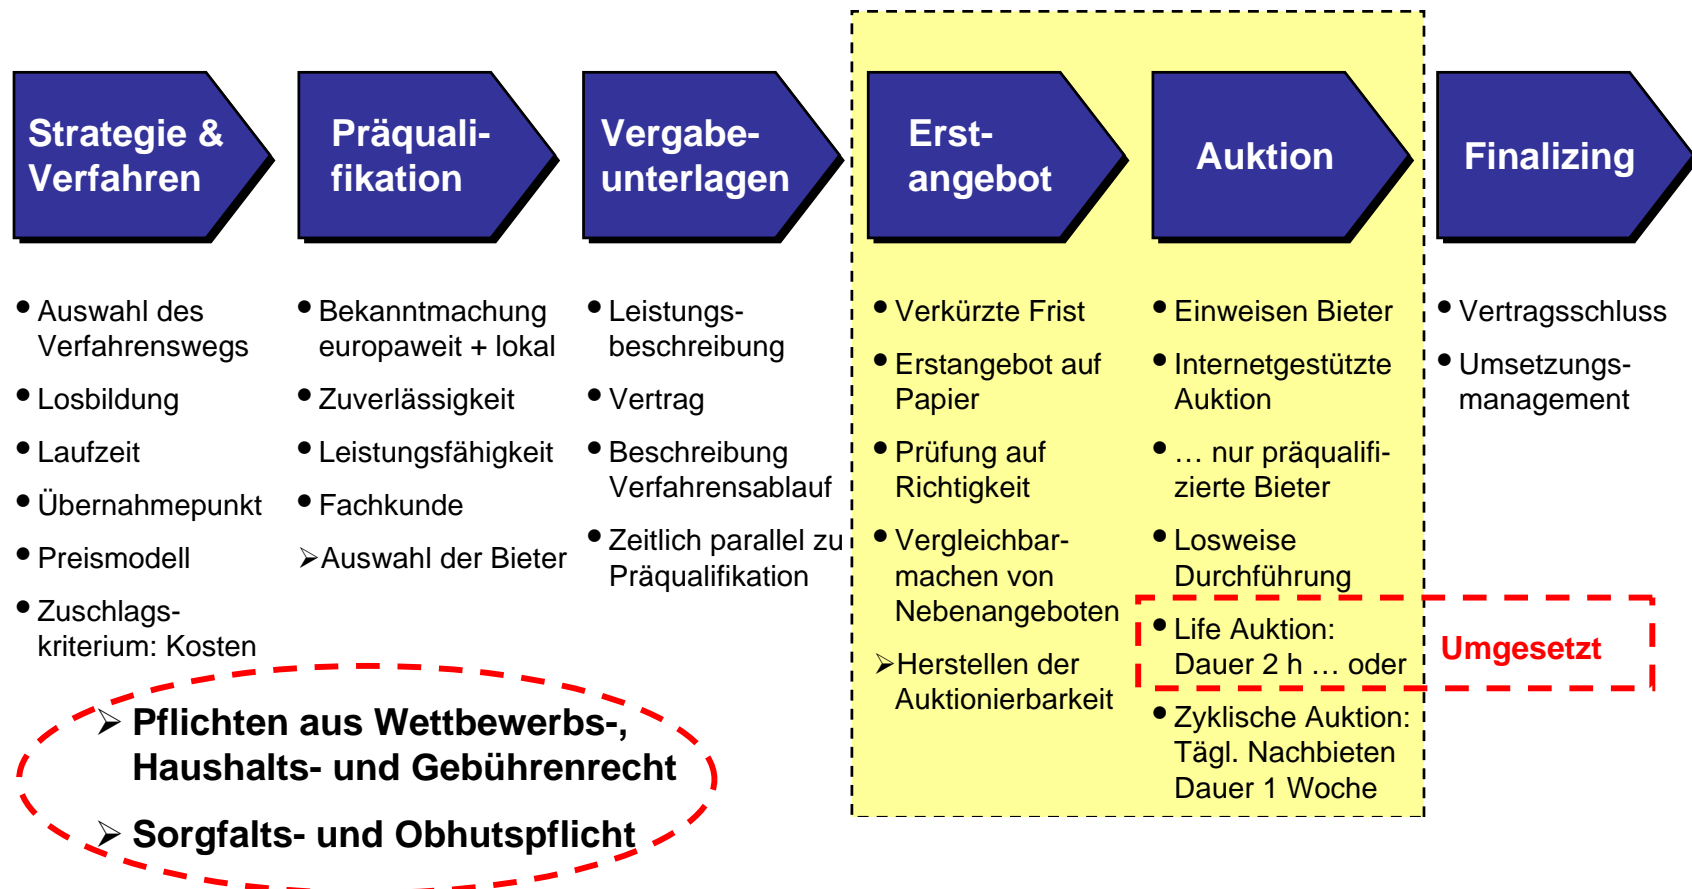 Strategie &
Verfahren
Präquali-
fikation
Vergabe-
unterlagen
Erst-
angebot
Auktion
Finalizing
• Auswahl des
Verfahrenswegs
• Losbildung
• Laufzeit
• Übernahmepunkt
• Preismodell
• Zuschlags-
kriterium: Kosten
• Bekanntmachung
europaweit + lokal
• Zuverlässigkeit
• Leistungsfähigkeit
• Fachkunde
➢ Auswahl der Bieter
• Leistungs-
beschreibung
• Vertrag
• Beschreibung
Verfahrensablauf
• Zeitlich parallel zu
Präqualifikation
• Verkürzte Frist
• Erstangebot auf
Papier
• Prüfung auf
Richtigkeit
• Vergleichbar-
machen von
Nebenangeboten
➢ Herstellen der
Auktionierbarkeit
• Einweisen Bieter
• Internetgestützte
Auktion
• … nur präqualifi-
zierte Bieter
• Losweise
Durchführung
• Life Auktion:
Dauer 2 h … oder
• Zyklische Auktion:
Tägl. Nachbieten
Dauer 1 Woche
• Vertragsschluss
• Umsetzungs-
management
Umgesetzt
➢ Pflichten aus Wettbewerbs-,
Haushalts- und Gebührenrecht
➢ Sorgfalts- und Obhutspflicht